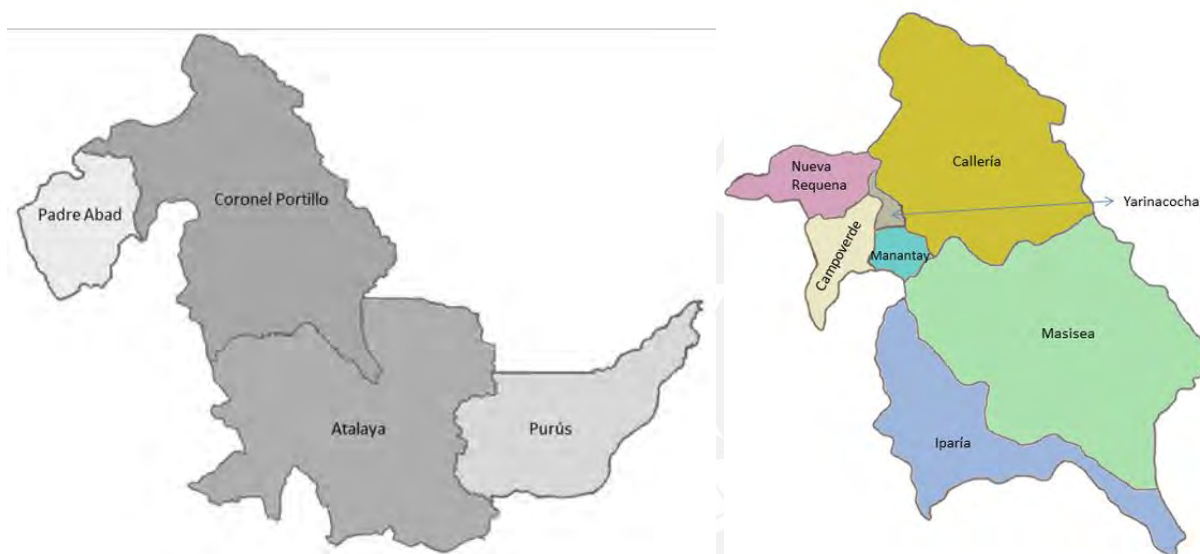 Padre Abad
Coronel Portillo
Atalaya
Purús
Callería
Nueva
Requena
Yarinacocha
Campoverde
Manantay
Masisea
Iparía